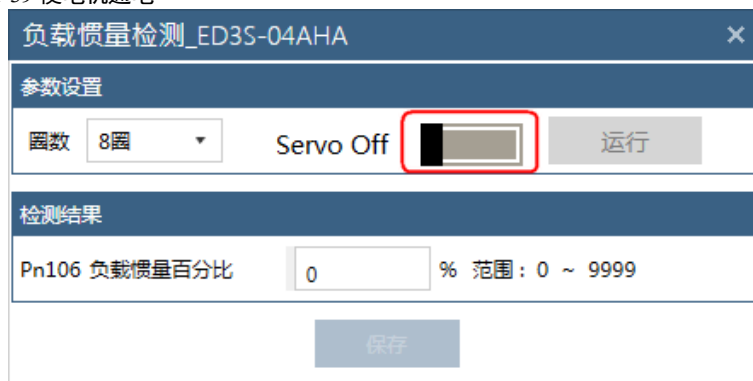 负载惯量检测_ED3S-04AHA
参数设置
圈数 8圈 Servo Off 运行
检测结果
Pn106 负载惯量百分比 0 % 范围：0 ~ 9999
保存